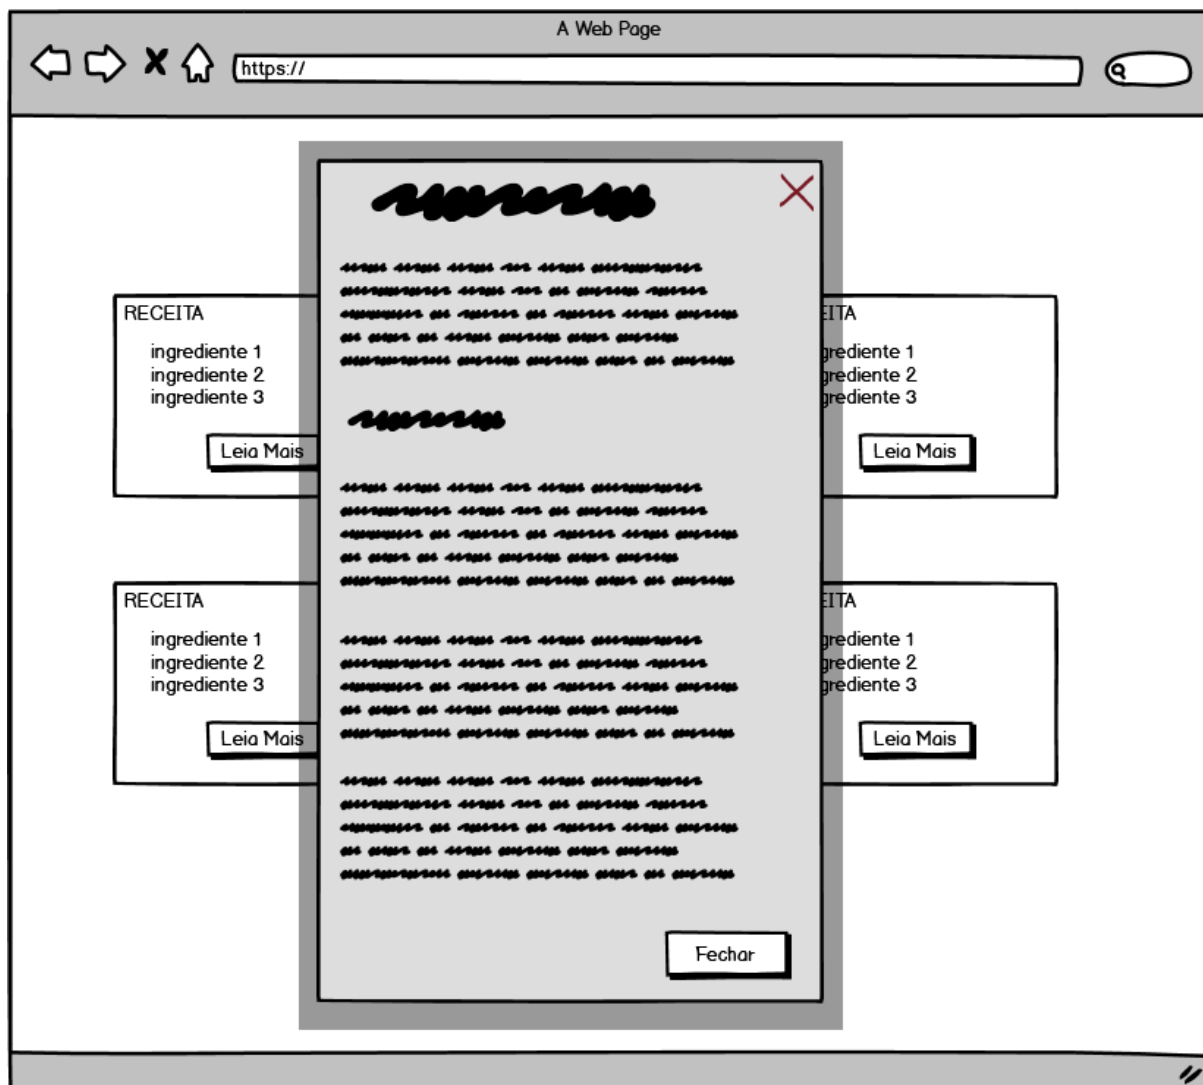 A Web Page
https://
RECEITA
ingrediente 1
ingrediente 2
ingrediente 3
Leia Mais
EITA
grediente 1
grediente 2
grediente 3
Leia Mais
RECEITA
ingrediente 1
ingrediente 2
ingrediente 3
Leia Mais
EITA
grediente 1
grediente 2
grediente 3
Leia Mais
Fechar